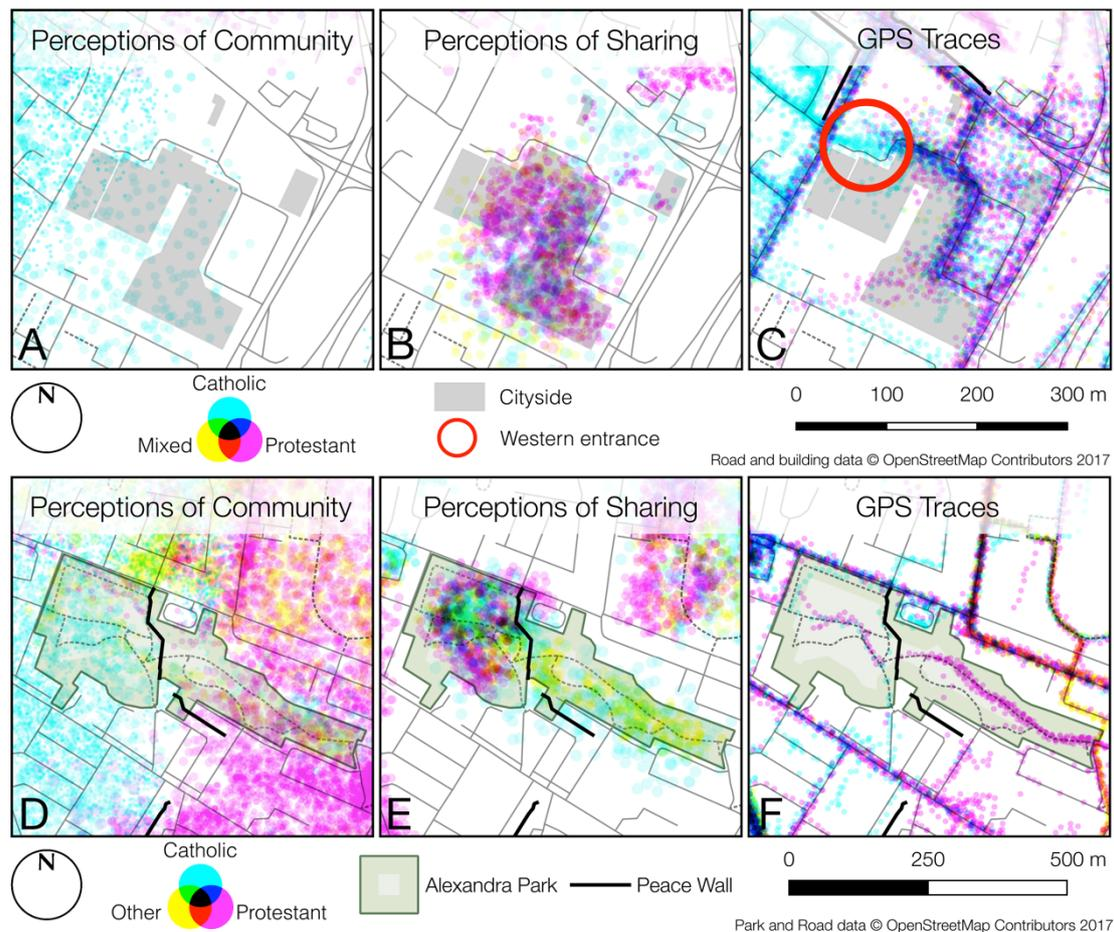 Perceptions of Community
Perceptions of Sharing
GPS Traces
A
B
C
N
Catholic
Mixed
Protestant
Cityside
Western entrance
0 100 200 300 m
Road and building data © OpenStreetMap Contributors 2017
Perceptions of Community
Perceptions of Sharing
GPS Traces
D
E
F
N
Catholic
Other
Protestant
Alexandra Park
Peace Wall
0 250 500 m
Park and Road data © OpenStreetMap Contributors 2017